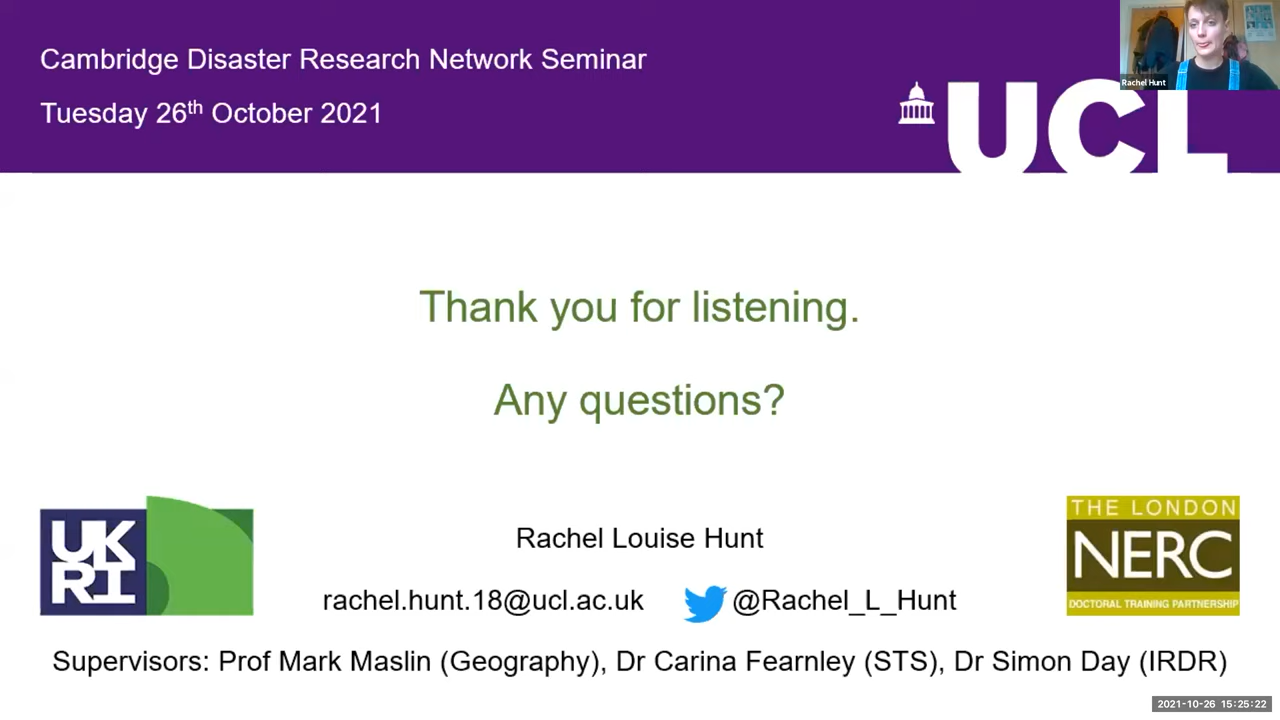 Cambridge Disaster Research Network Seminar
Tuesday 26th October 2021
Rachel Hunt
UCL
Thank you for listening.
Any questions?
UK
RI
THE LONDON
NERC
DOCTORAL TRAINING PARTNERSHIP
Rachel Louise Hunt
rachel.hunt.18@ucl.ac.uk @Rachel_L_Hunt
Supervisors: Prof Mark Maslin (Geography), Dr Carina Fearnley (STS), Dr Simon Day (IRDR)
2021-10-26 15:25:22